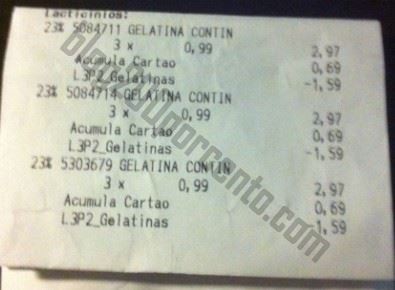 Lacticinios:
23% 5084711 GELATINA CONTIN
3 x 0,99 2,97
Acumula Cartao 0,69
L3P2_Gelatinas -1,59
23% 5084714 GELATINA CONTIN
3 x 0,99 2,97
Acumula Cartao 0,69
L3P2_Gelatinas -1,59
23% 5303679 GELATINA CONTIN
3 x 0,99 2,97
Acumula Cartao 0,69
L3P2_Gelatinas -1,59